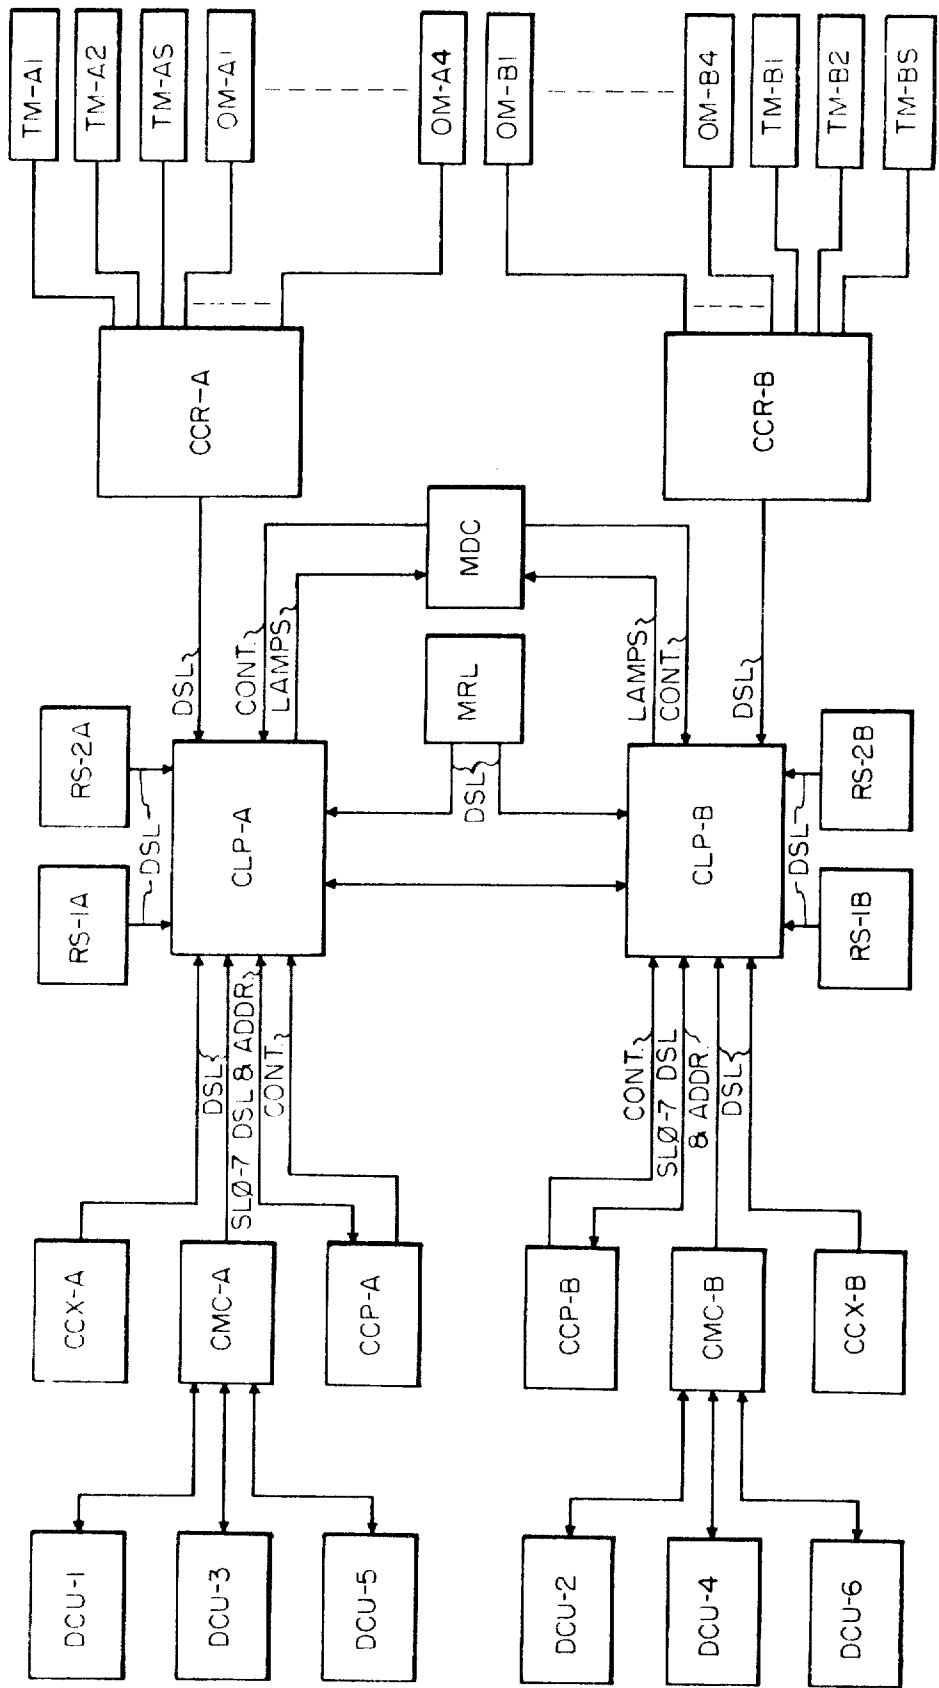 TM-A1
TM-A2
TM-AS
OM-A1
OM-A4
OM-B1
OM-B4
TM-B1
TM-B2
TM-BS
CCR-A
CCR-B
DSL
CONT.
LAMPS
MDC
MRL
DSL
LAMPS
CONT.
DSL
RS-2A
RS-1A
DSL
CLP-A
CLP-B
DSL
RS-2B
RS-1B
DSL
SLØ-7 DSL & ADDR.
CONT.
CONT.
SLØ-7 DSL
& ADDR.
DSL
CCX-A
CMC-A
CCP-A
CCP-B
CMC-B
CCX-B
DCU-1
DCU-3
DCU-5
DCU-2
DCU-4
DCU-6